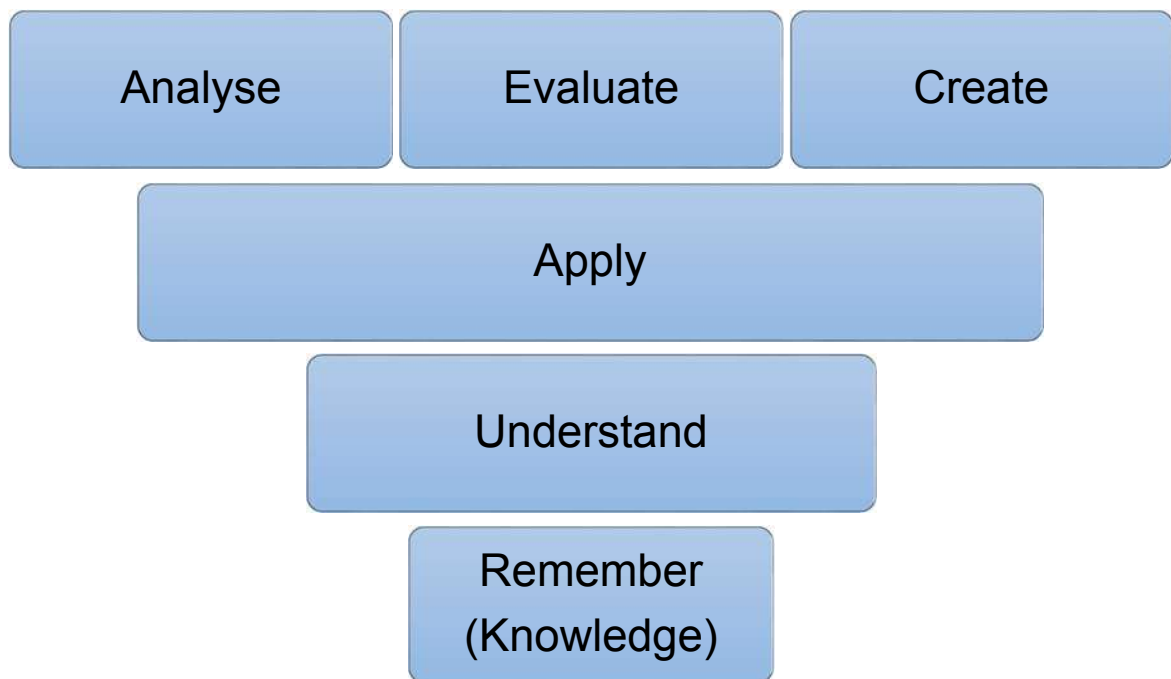 Analyse
Evaluate
Create
Apply
Understand
Remember
(Knowledge)